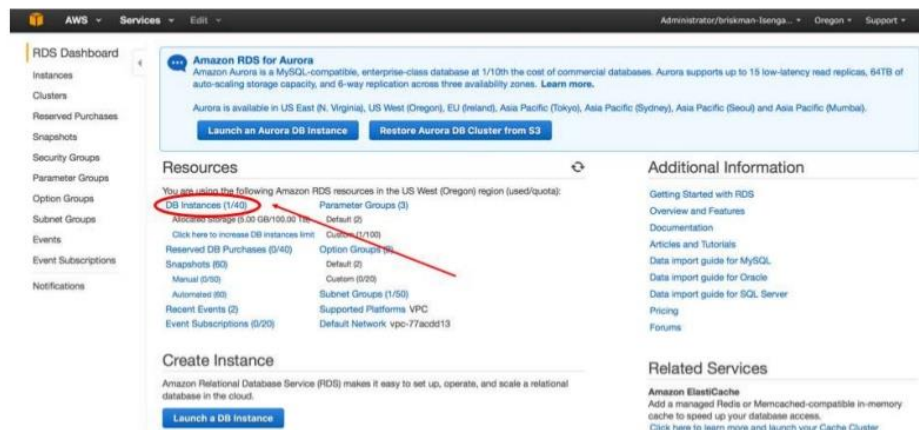 AWS Services Edit Administrator/briskman-Isenga... Oregon Support
RDS Dashboard
Instances
Clusters
Reserved Purchases
Snapshots
Security Groups
Parameter Groups
Option Groups
Subnet Groups
Events
Event Subscriptions
Notifications
Amazon RDS for Aurora
Amazon Aurora is a MySQL-compatible, enterprise-class database at 1/10th the cost of commercial databases. Aurora supports up to 15 low-latency read replicas, 64TB of
auto-scaling storage capacity, and 6-way replication across three availability zones. Learn more.
Aurora is available in US East (N. Virginia), US West (Oregon), EU (Ireland), Asia Pacific (Tokyo), Asia Pacific (Sydney), Asia Pacific (Seoul) and Asia Pacific (Mumbai).
Launch an Aurora DB Instance Restore Aurora DB Cluster from S3
Resources
You are using the following Amazon RDS resources in the US West (Oregon) region (used/quota):
DB Instances (1/40)
Allocated Storage (5.00 GB/100.00 TB)
Click here to increase DB instances limit
Reserved DB Purchases (0/40)
Snapshots (60)
Manual (0/50)
Automated (60)
Recent Events (2)
Event Subscriptions (0/20)
Parameter Groups (3)
Default (2)
Custom (1/100)
Option Groups
Default (2)
Custom (0/20)
Subnet Groups (1/50)
Supported Platforms VPC
Default Network vpc-77acdd13
Create Instance
Amazon Relational Database Service (RDS) makes it easy to set up, operate, and scale a relational
database in the cloud.
Launch a DB Instance
Additional Information
Getting Started with RDS
Overview and Features
Documentation
Articles and Tutorials
Data import guide for MySQL
Data import guide for Oracle
Data import guide for SQL Server
Pricing
Forums
Related Services
Amazon ElastiCache
Add a managed Redis or Memcached-compatible in-memory
cache to speed up your database access.
Click here to learn more and launch your Cache Cluster